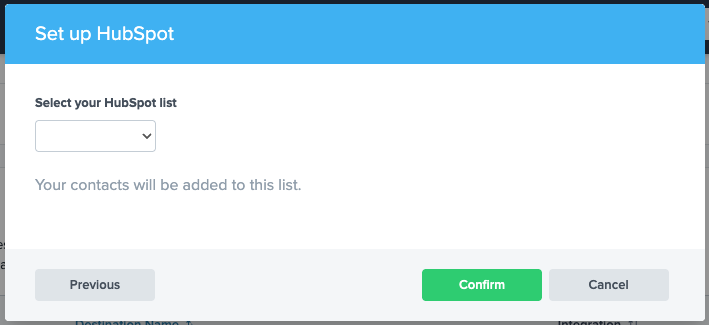 Set up HubSpot
Select your HubSpot list
Your contacts will be added to this list.
Previous
Confirm
Cancel
Destination Name
Integration